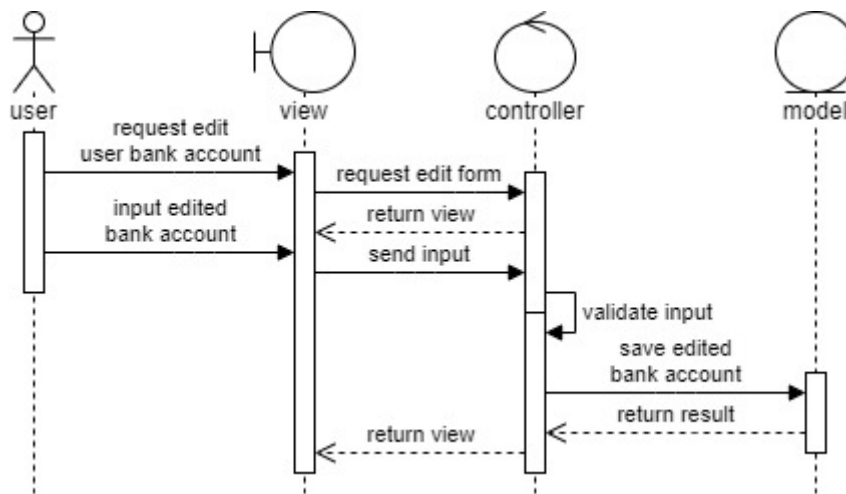 user
view
controller
model
request edit
user bank account
request edit form
return view
input edited
bank account
send input
validate input
save edited
bank account
return result
return view